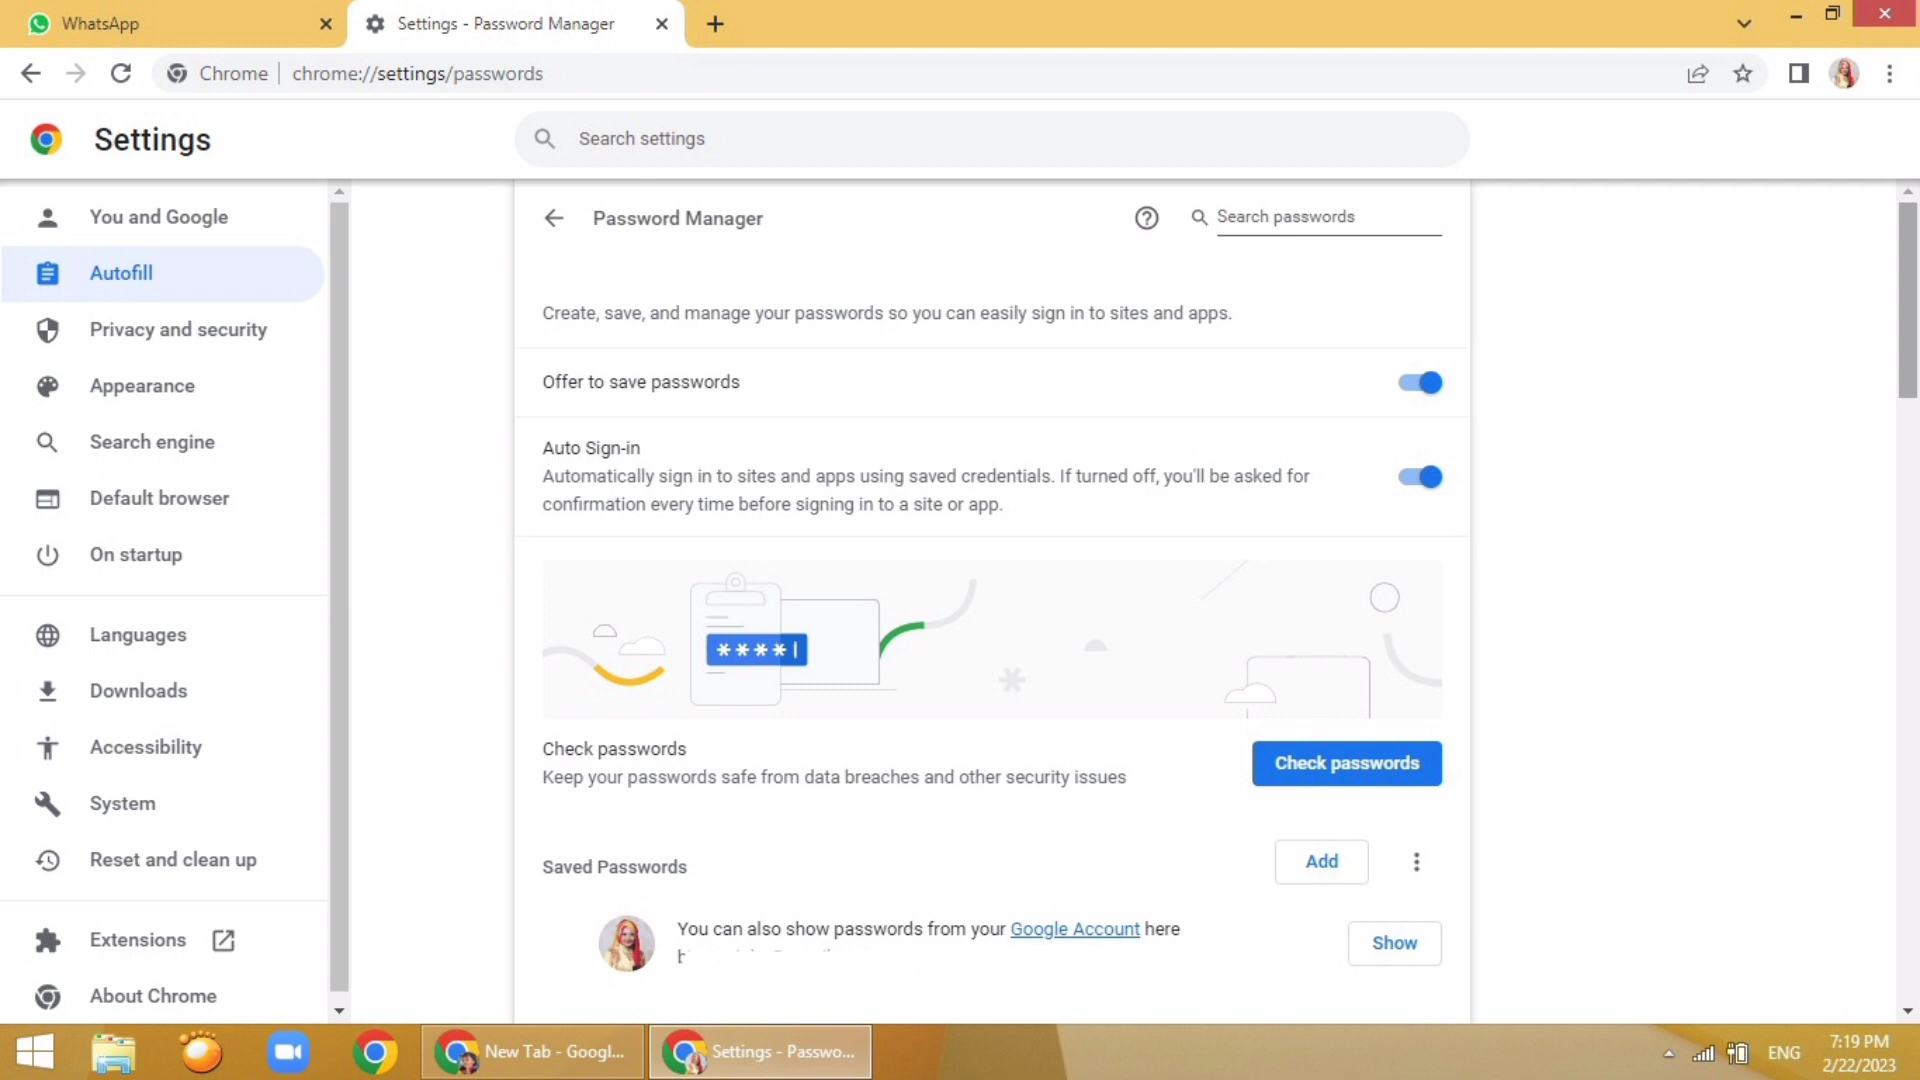 WhatsApp
Settings - Password Manager
Chrome
chrome://settings/passwords
Settings
Search settings
You and Google
Autofill
Privacy and security
Appearance
Search engine
Default browser
On startup
Languages
Downloads
Accessibility
System
Reset and clean up
Extensions
About Chrome
Password Manager
Search passwords
Create, save, and manage your passwords so you can easily sign in to sites and apps.
Offer to save passwords
Auto Sign-in
Automatically sign in to sites and apps using saved credentials. If turned off, you'll be asked for
confirmation every time before signing in to a site or app.
****|
Check passwords
Keep your passwords safe from data breaches and other security issues
Check passwords
Saved Passwords
Add
You can also show passwords from your Google Account here
Show
New Tab - Googl...
Settings - Passwo...
ENG
7:19 PM
2/22/2023